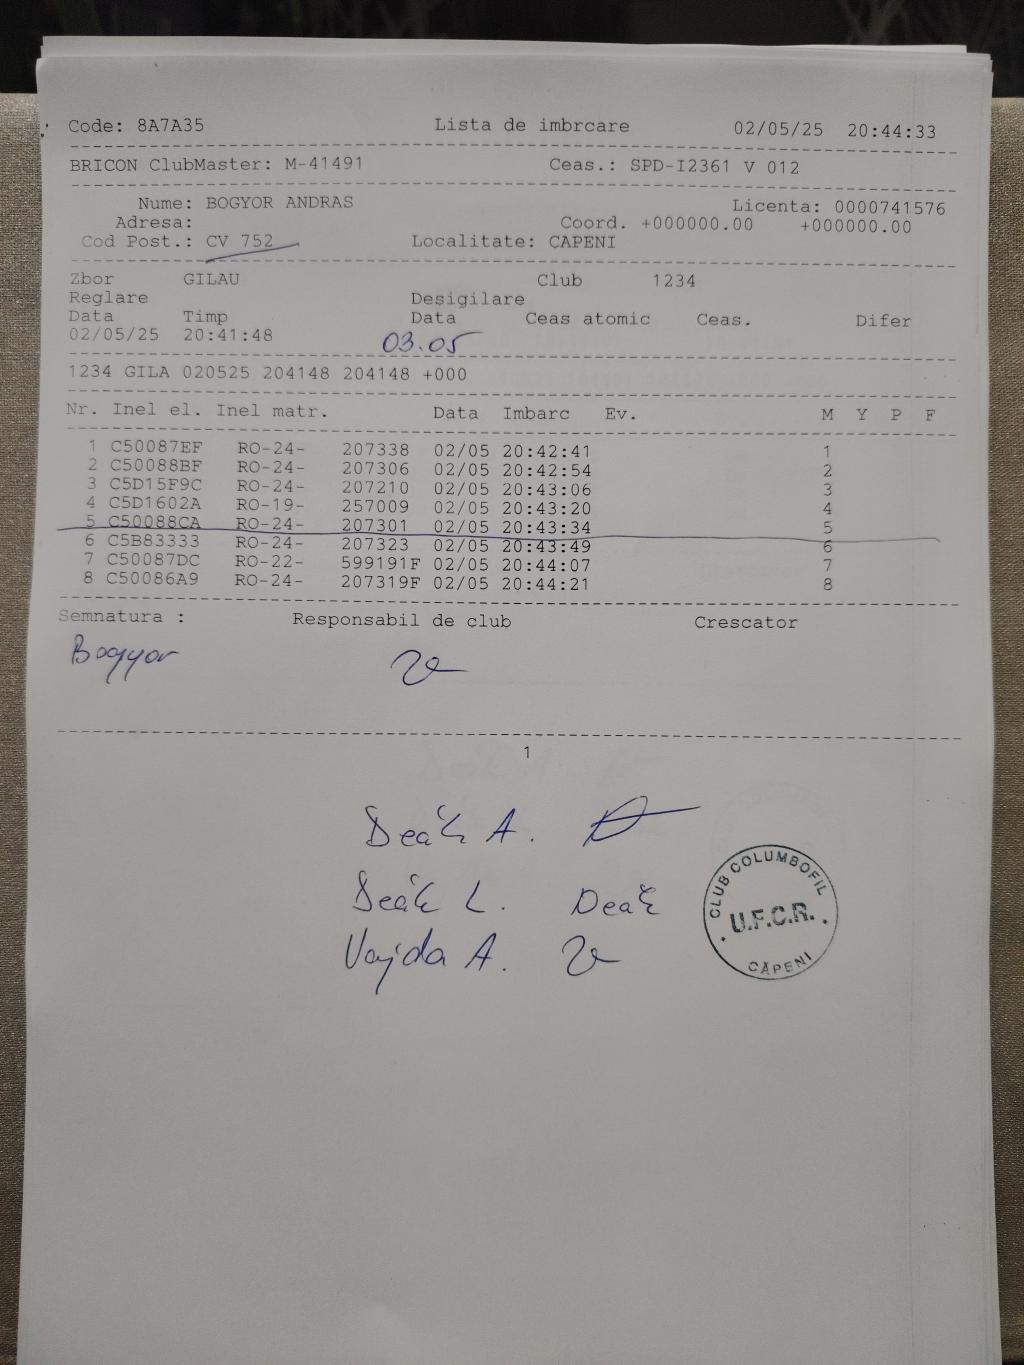 Code: 8A7A35 Lista de imbrcare 02/05/25 20:44:33
BRICON ClubMaster: M-41491 Ceas.: SPD-I2361 V 012
Nume: BOGYOR ANDRAS Licenta: 0000741576
Adresa: Coord. +000000.00 +000000.00
Cod Post.: CV 752 Localitate: CAPENI
Zbor GILAU Club 1234
Reglare Desigilare
Data Timp Data Ceas atomic Ceas. Difer
02/05/25 20:41:48 03.05
1234 GILA 020525 204148 204148 +000
Nr. Inel el. Inel matr. Data Imbarc Ev. M Y P F
1 C50087EF RO-24- 207338 02/05 20:42:41 1
2 C50088BF RO-24- 207306 02/05 20:42:54 2
3 C5D15F9C RO-24- 207210 02/05 20:43:06 3
4 C5D1602A RO-19- 257009 02/05 20:43:20 4
5 C50088CA RO-24- 207301 02/05 20:43:34 5
6 C5B83333 RO-24- 207323 02/05 20:43:49 6
7 C50087DC RO-22- 599191F 02/05 20:44:07 7
8 C50086A9 RO-24- 207319F 02/05 20:44:21 8
Semnatura : Responsabil de club Crescator
Bogyor
1
Deák A.
Deák L. Deák
Vajda A.
CLUB COLUMBOFIL
U.F.C.R.
CĂPENI